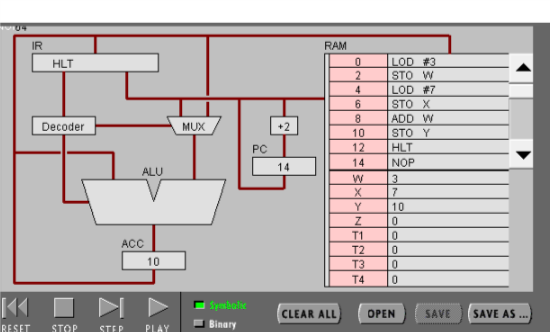 IR
HLT
Decoder
MUX
+2
PC
14
ALU
ACC
10
RAM
0 LOD #3
2 STO W
4 LOD #7
6 STO X
8 ADD W
10 STO Y
12 HLT
14 NOP
W 3
X 7
Y 10
Z 0
T1 0
T2 0
T3 0
T4 0
RESET STOP STEP PLAY
Symbolic
Binary
CLEAR ALL OPEN SAVE SAVE AS ...